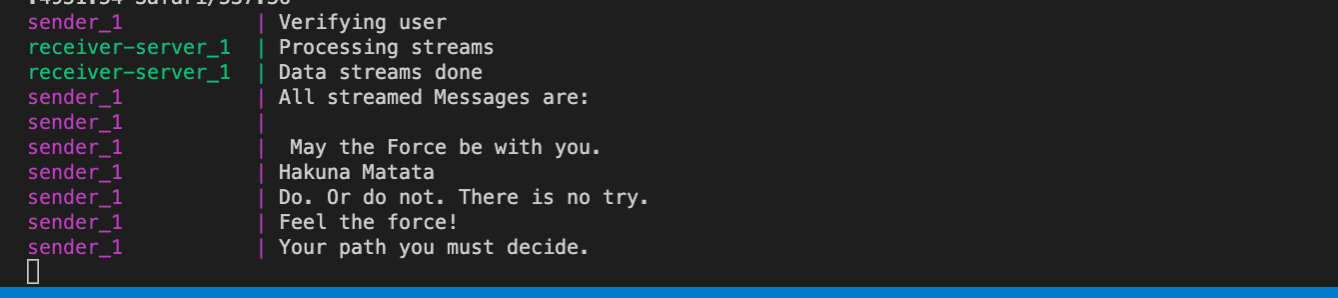 sender_1 | Verifying user
receiver-server_1 | Processing streams
receiver-server_1 | Data streams done
sender_1 | All streamed Messages are:
sender_1 |
sender_1 | May the Force be with you.
sender_1 | Hakuna Matata
sender_1 | Do. Or do not. There is no try.
sender_1 | Feel the force!
sender_1 | Your path you must decide.